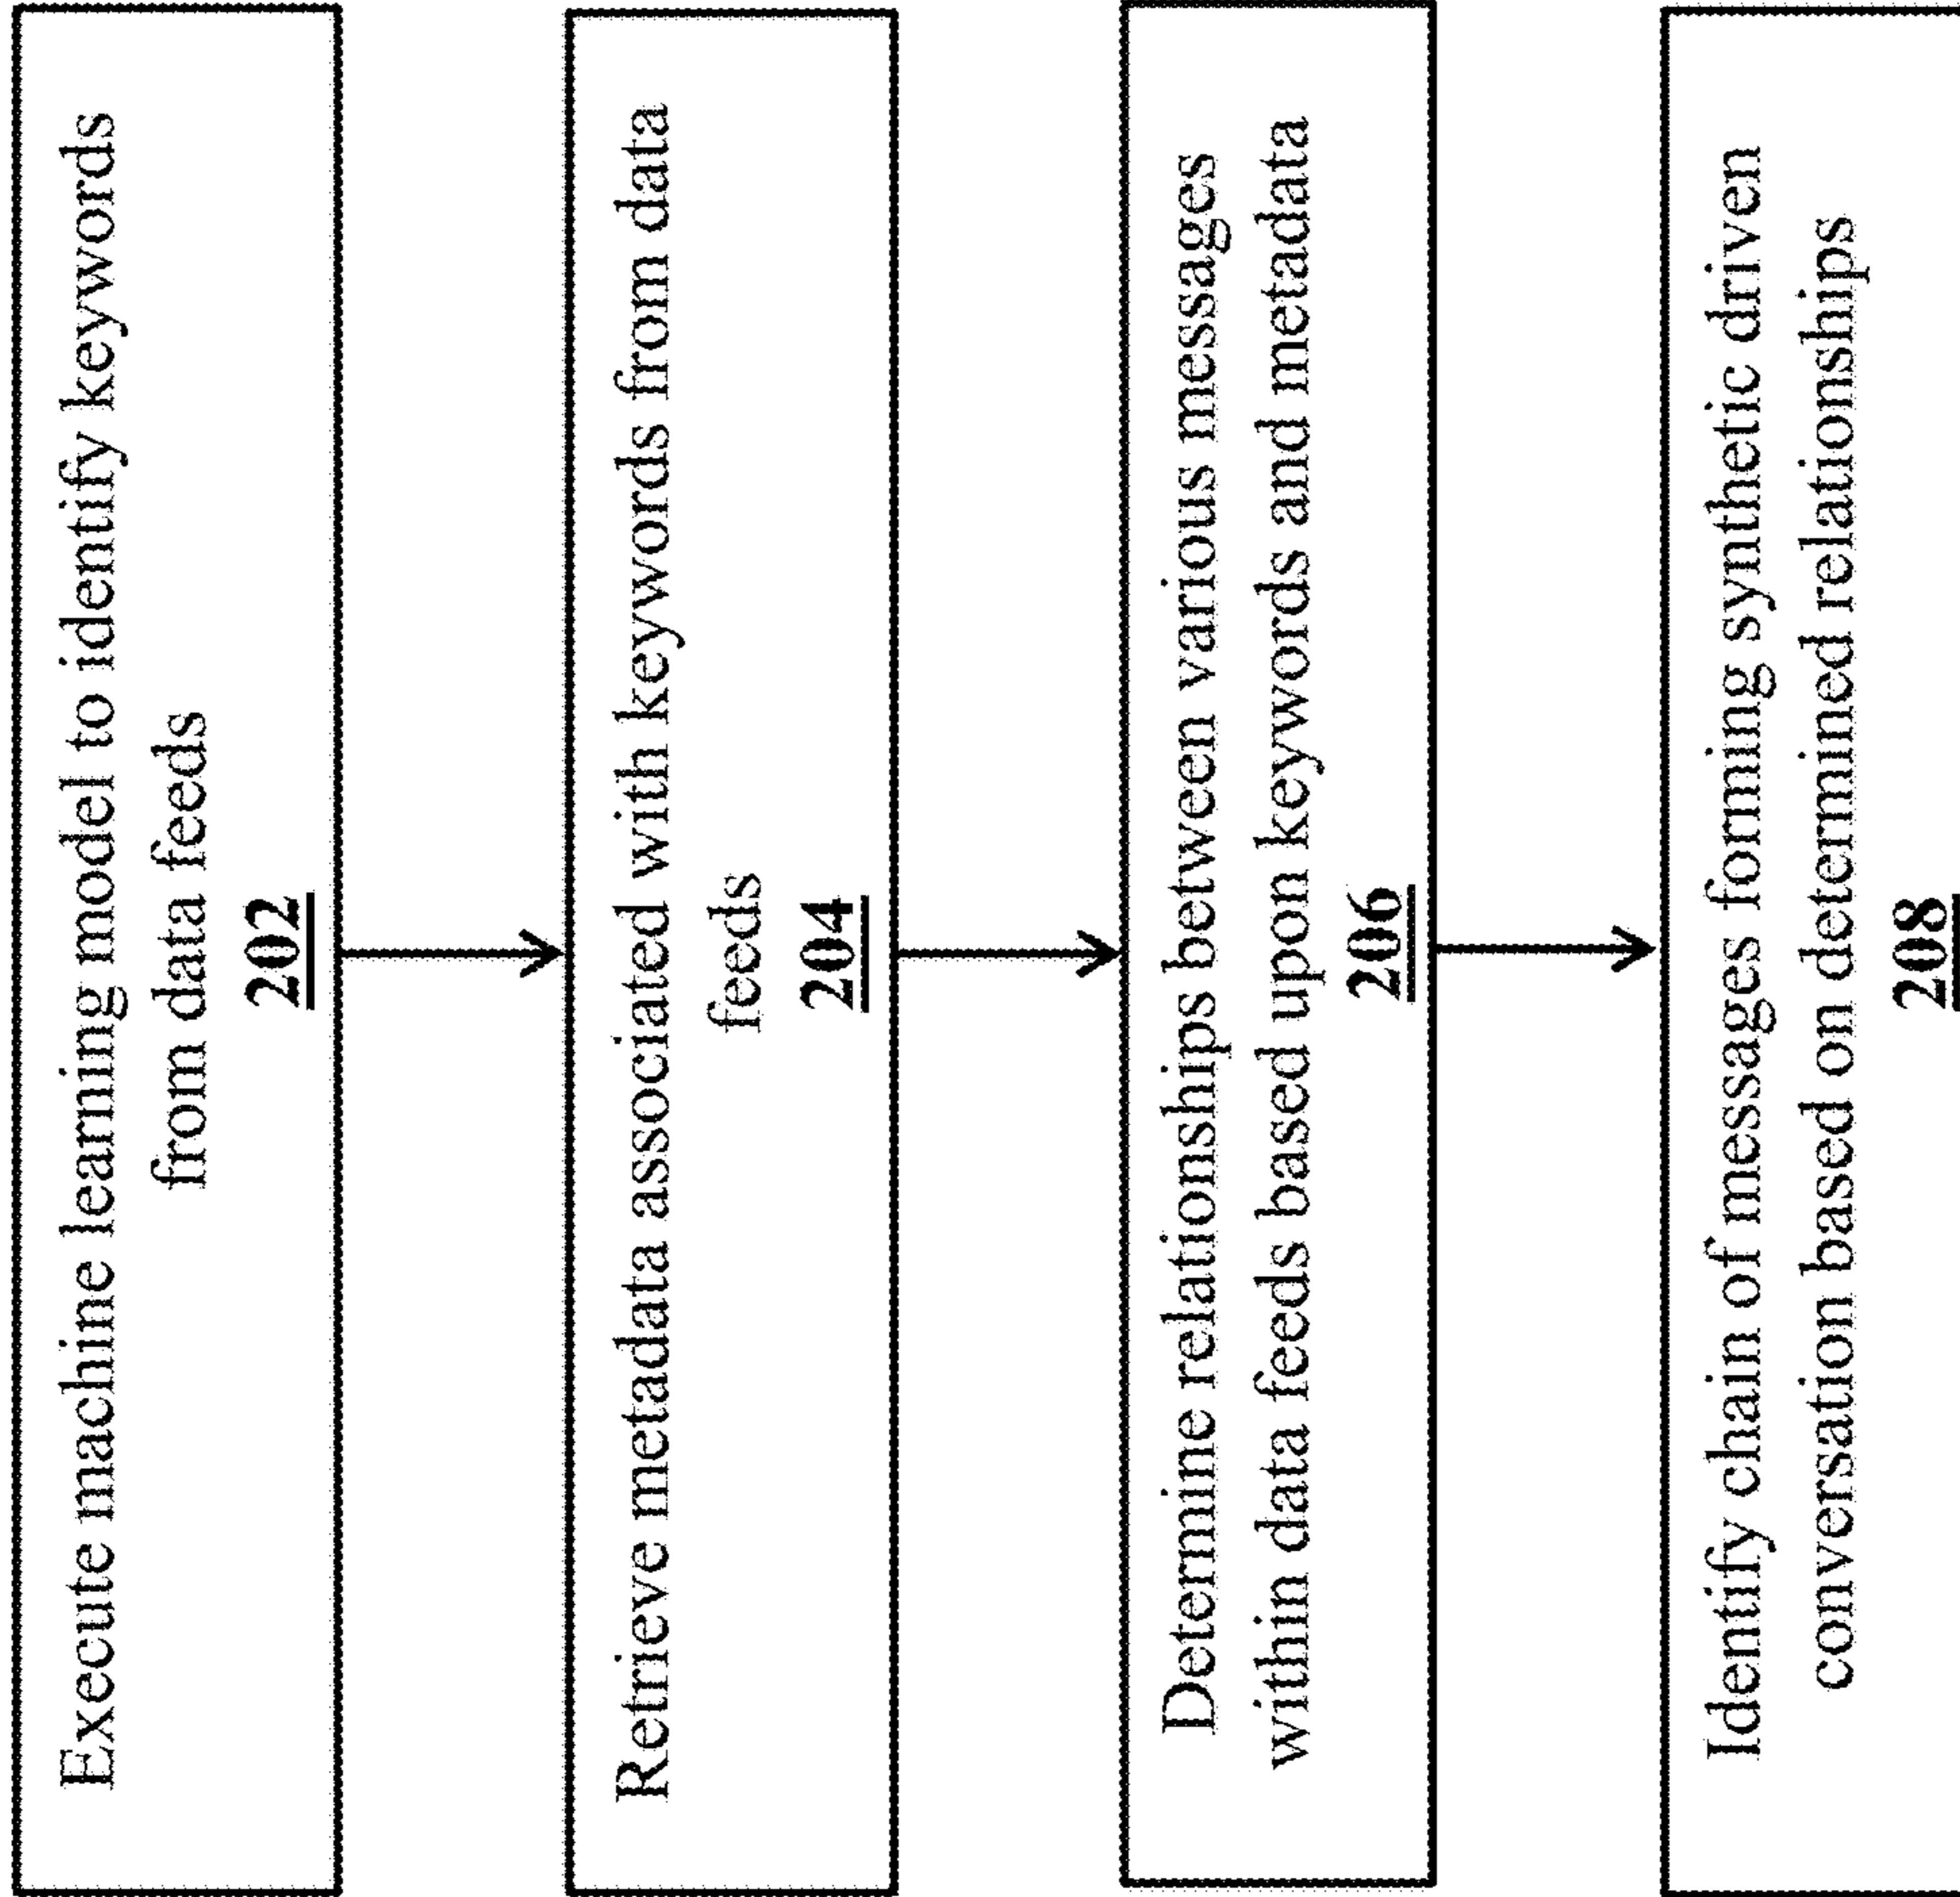 Execute machine learning model to identify keywords
from data feeds
202
Retrieve metadata associated with keywords from data
feeds
204
Determine relationships between various messages
within data feeds based upon keywords and metadata
206
Identify chain of messages forming synthetic driven
conversation based on determined relationships
208